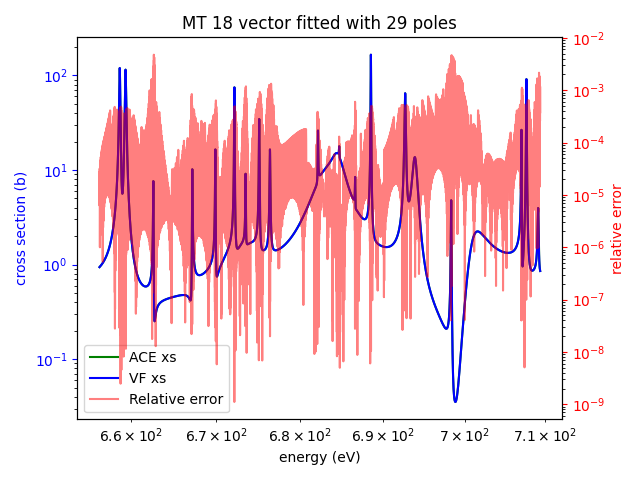 MT 18 vector fitted with 29 poles
10²
10¹
10⁰
10⁻¹
cross section (b)
10⁻²
10⁻³
10⁻⁴
10⁻⁵
10⁻⁶
10⁻⁷
10⁻⁸
10⁻⁹
relative error
ACE xs
VF xs
Relative error
6.6 × 10² 6.7 × 10² 6.8 × 10² 6.9 × 10² 7 × 10² 7.1 × 10²
energy (eV)